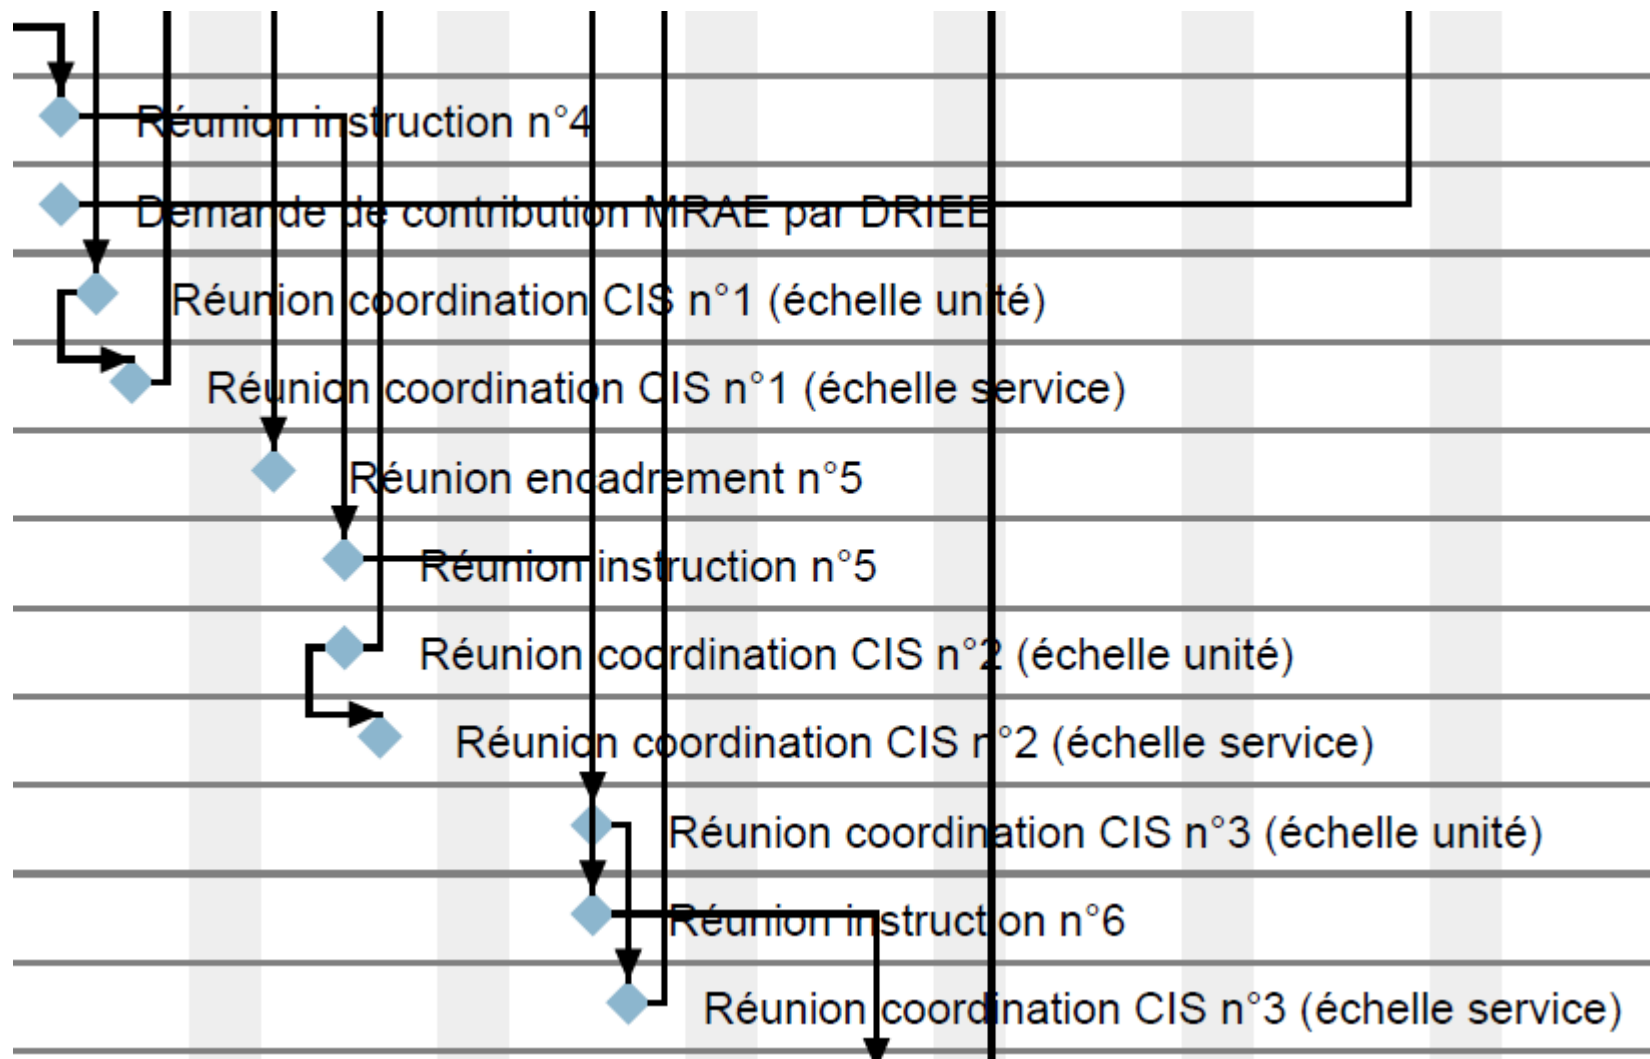 Réunion instruction n°4
Demande de contribution MRAE par DRIEE
Réunion coordination CIS n°1 (échelle unité)
Réunion coordination CIS n°1 (échelle service)
Réunion encadrement n°5
Réunion instruction n°5
Réunion coordination CIS n°2 (échelle unité)
Réunion coordination CIS n°2 (échelle service)
Réunion coordination CIS n°3 (échelle unité)
Réunion instruction n°6
Réunion coordination CIS n°3 (échelle service)